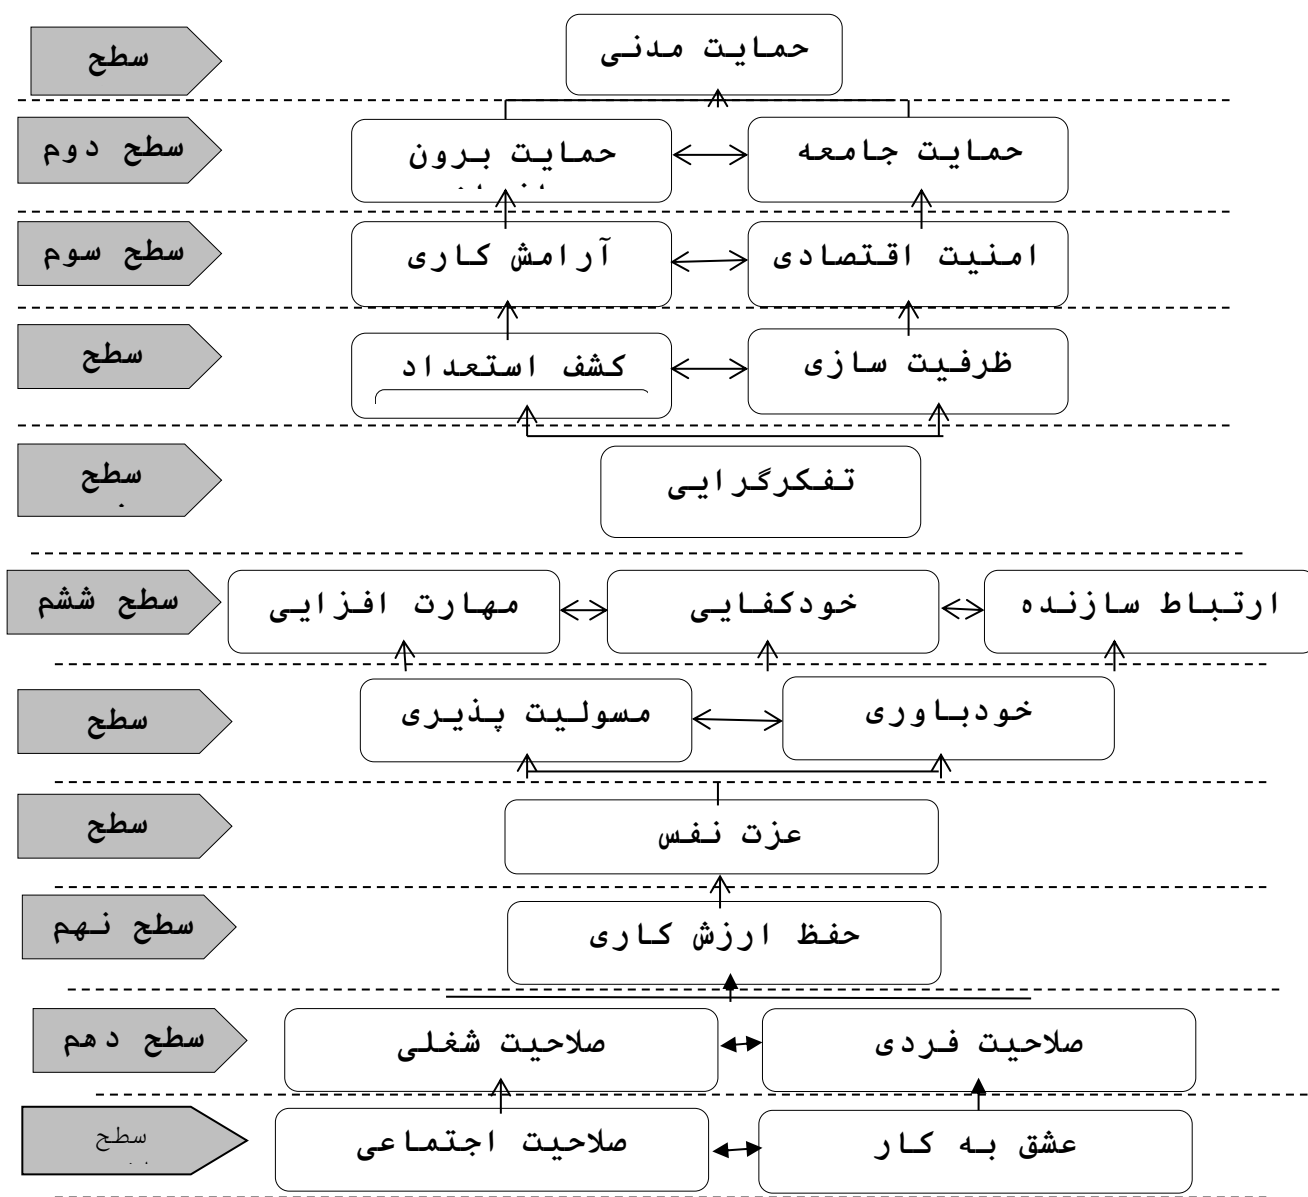 سطح
حمایت مدنی
سطح دوم
حمایت برون
حمایت جامعه
سطح سوم
آرامش کاری
امنیت اقتصادی
سطح
کشف استعداد
ظرفیت سازی
سطح
تفکرگرایی
سطح ششم
مهارت افزایی
خودکفایی
ارتباط سازنده
سطح
مسولیت پذیری
خودباوری
سطح
عزت نفس
سطح نهم
حفظ ارزش کاری
سطح دهم
صلاحیت شغلی
صلاحیت فردی
سطح
صلاحیت اجتماعی
عشق به کار